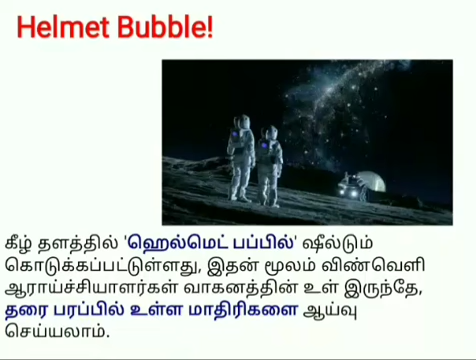 Helmet Bubble!
கீழ் தளத்தில் 'ஹெல்மெட் பப்பில்' ஷீல்டும்
கொடுக்கப்பட்டுள்ளது, இதன் மூலம் விண்வெளி
ஆராய்ச்சியாளர்கள் வாகனத்தின் உள் இருந்தே,
தரை பரப்பில் உள்ள மாதிரிகளை ஆய்வு
செய்யலாம்.